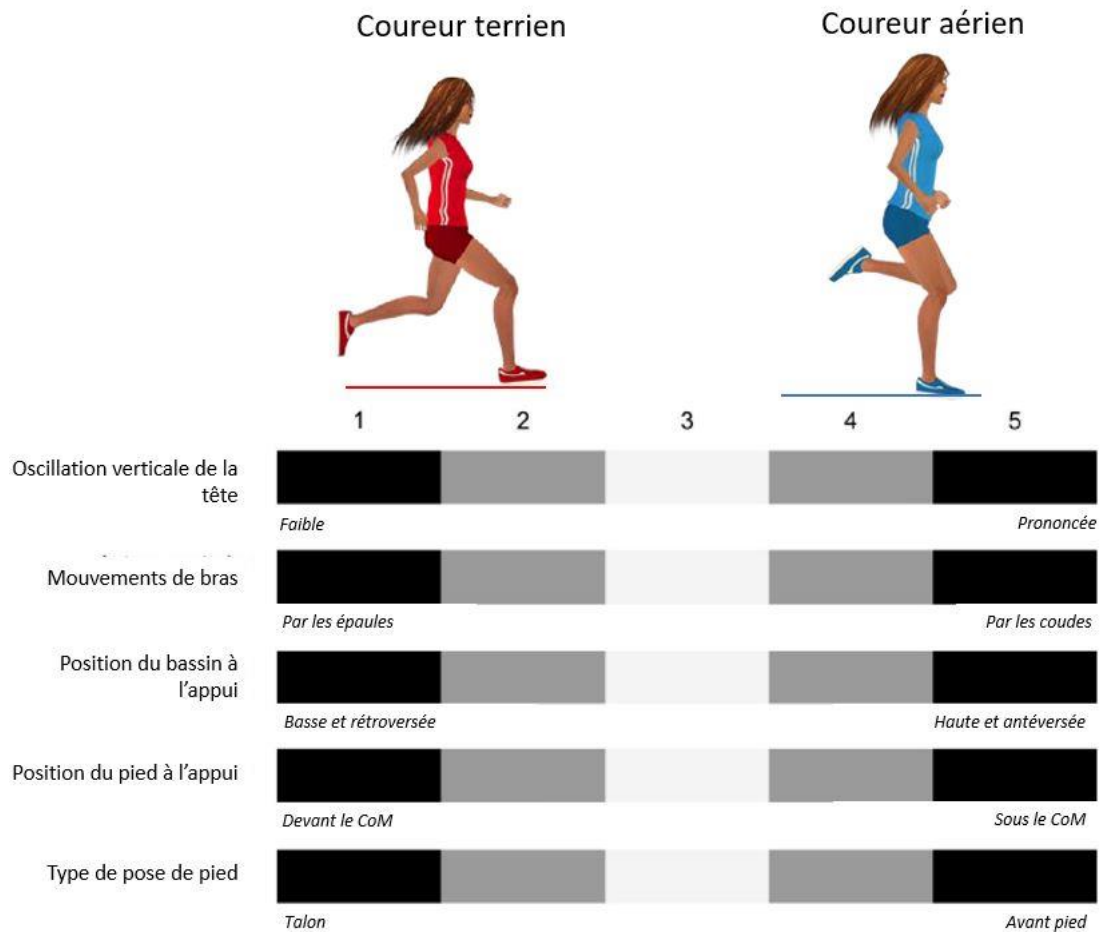 Coureur terrien
Coureur aérien
1 2 3 4 5
Oscillation verticale de la
tête
Faible
Prononcée
Mouvements de bras
Par les épaules
Par les coudes
Position du bassin à
l'appui
Basse et rétroversée
Haute et antéversée
Position du pied à l'appui
Devant le CoM
Sous le CoM
Type de pose de pied
Talon
Avant pied